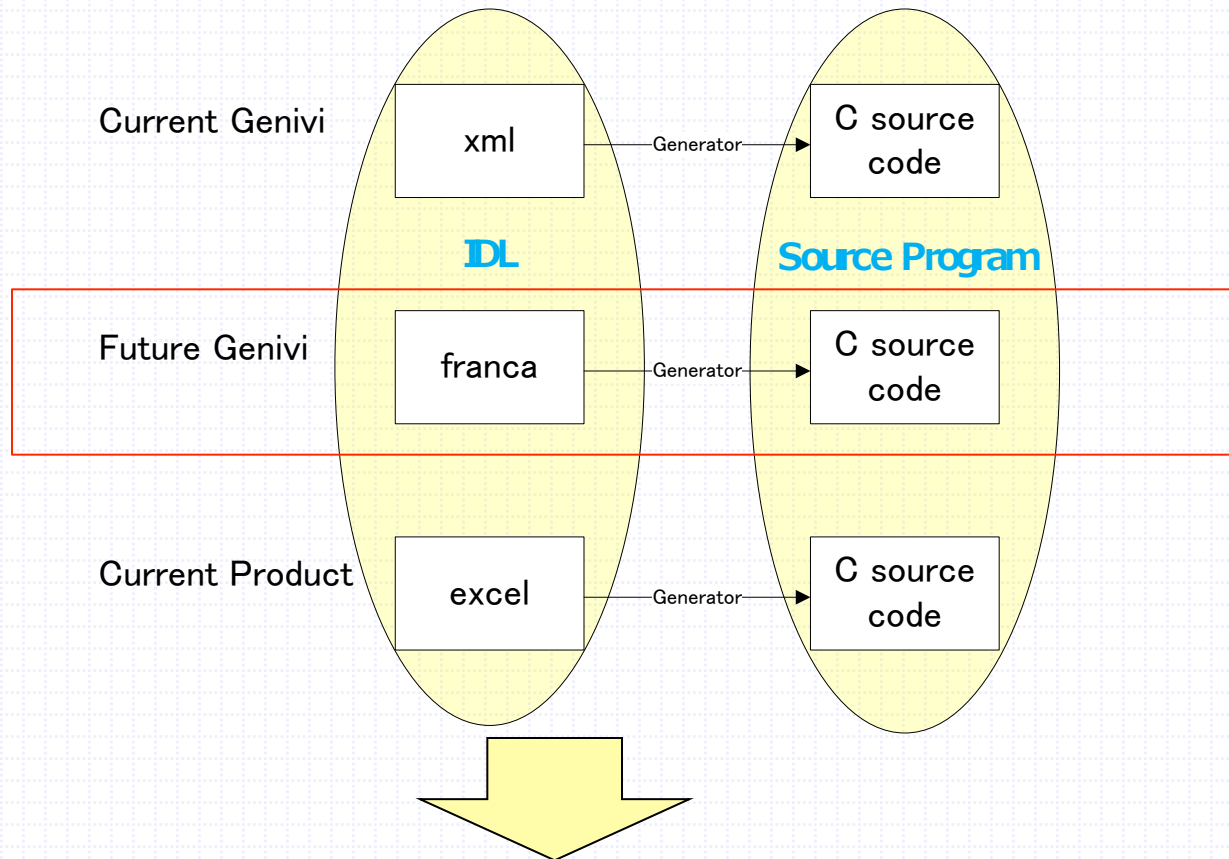 Current Genivi
xml
Generator
C source
code
IDL
Source Program
Future Genivi
franca
Generator
C source
code
Current Product
excel
Generator
C source
code